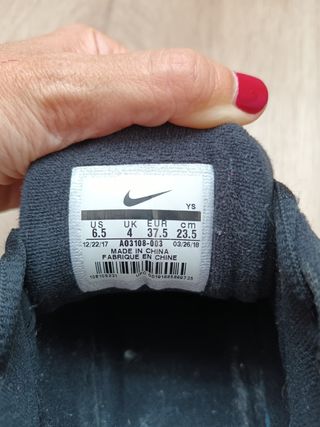 YS
US UK EUR cm
6.5 4 37.5 23.5
12/22/17 AO3108-003 03/26/18
MADE IN CHINA
FABRIQUE EN CHINE